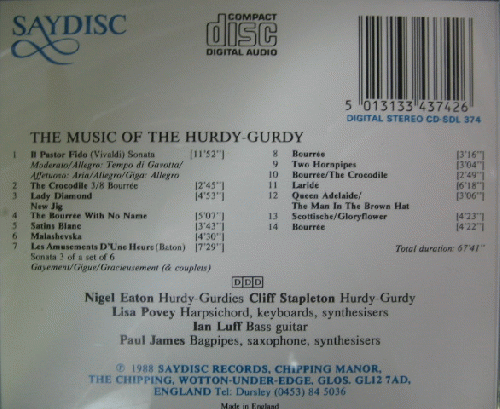 SAYDISC
COMPACT
disc
DIGITAL AUDIO
5 013133 437426
DIGITAL STEREO CD-SDL 374
THE MUSIC OF THE HURDY-GURDY
1 Il Pastor Fido (Vivaldi) Sonata [11'52"]
Moderato/Allegro: Tempo di Gavotta/
Affetuoso: Aria/Allegro/Giga: Allegro
2 The Crocodile 3/8 Bourrée [2'45"]
3 Lady Diamond [4'53"]
New Jig
4 The Bourrée With No Name [5'07"]
5 Satins Blanc [3'43"]
6 Malashevska [4'30"]
7 Les Amusements D'Une Heure (Baton) [7'29"]
Sonata 3 of a set of 6
Gayement/Gigue/Gracieusement (& couplets)
8 Bourrée [3'16"]
9 Two Hornpipes [3'04"]
10 Bourrée/The Crocodile [2'49"]
11 Laride [6'18"]
12 Queen Adelaide/ [3'06"]
The Man In The Brown Hat
13 Scottische/Gloryflower [4'23"]
14 Bourrée [4'22"]
Total duration: 67'41"
DDD
Nigel Eaton Hurdy-Gurdies Cliff Stapleton Hurdy-Gurdy
Lisa Povey Harpsichord, keyboards, synthesisers
Ian Luff Bass guitar
Paul James Bagpipes, saxophone, synthesisers
℗ 1988 SAYDISC RECORDS, CHIPPING MANOR,
THE CHIPPING, WOTTON-UNDER-EDGE, GLOS. GL12 7AD,
ENGLAND Tel: Dursley (0453) 84 5036
Made in England